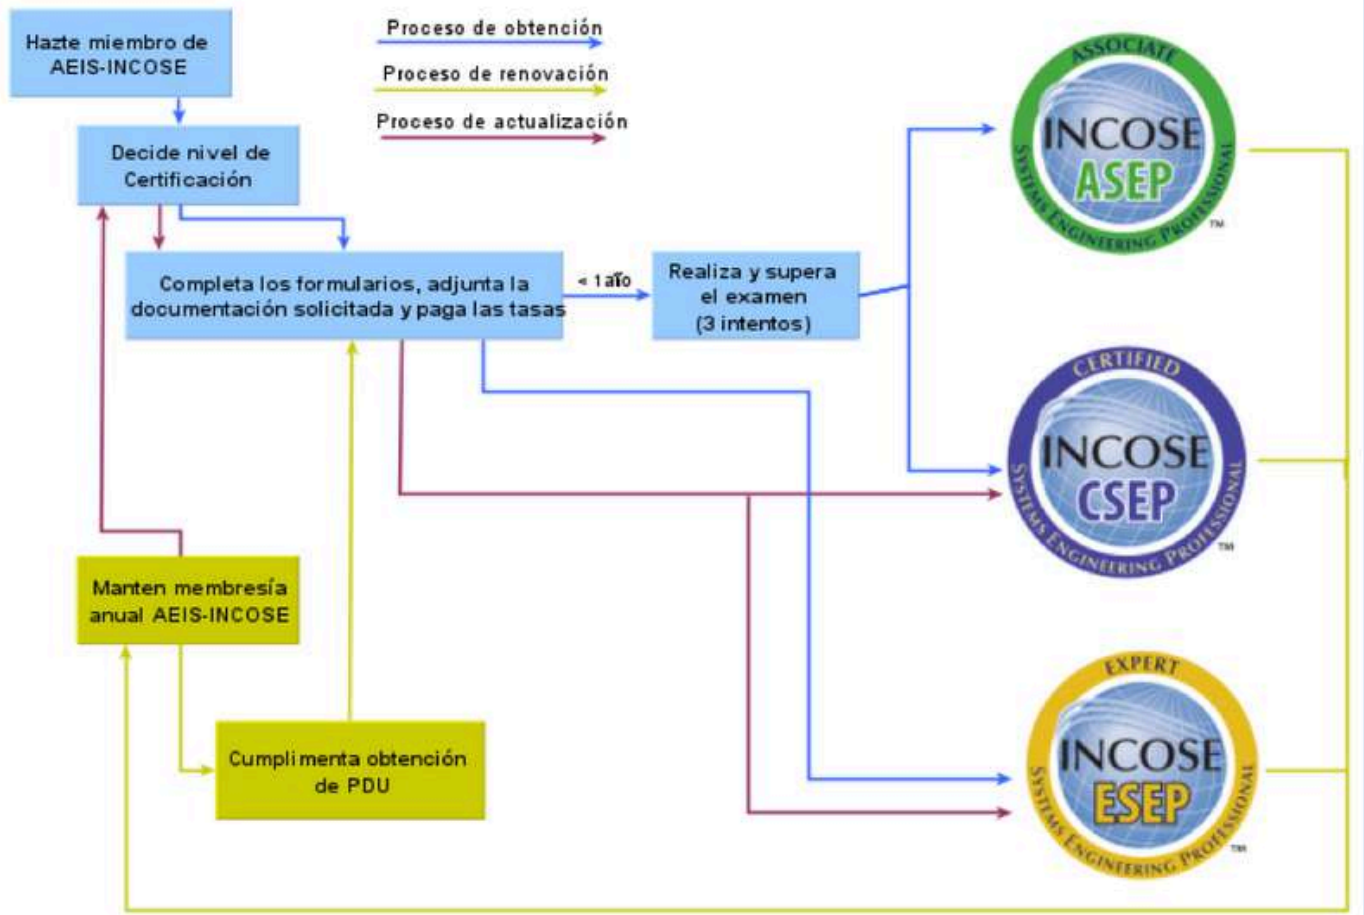 Hazte miembro de
AEIS-INCOSE
Proceso de obtención
Proceso de renovación
Proceso de actualización
Decide nivel de
Certificación
Completa los formularios, adjunta la
documentación solicitada y paga las tasas
< 1 año
Realiza y supera
el examen
(3 intentos)
ASSOCIATE
INCOSE
ASEP
SYSTEMS ENGINEERING PROFESSIONAL
TM
CERTIFIED
INCOSE
CSEP
SYSTEMS ENGINEERING PROFESSIONAL
TM
Manten membresía
anual AEIS-INCOSE
Cumplimenta obtención
de PDU
EXPERT
INCOSE
ESEP
SYSTEMS ENGINEERING PROFESSIONAL
TM